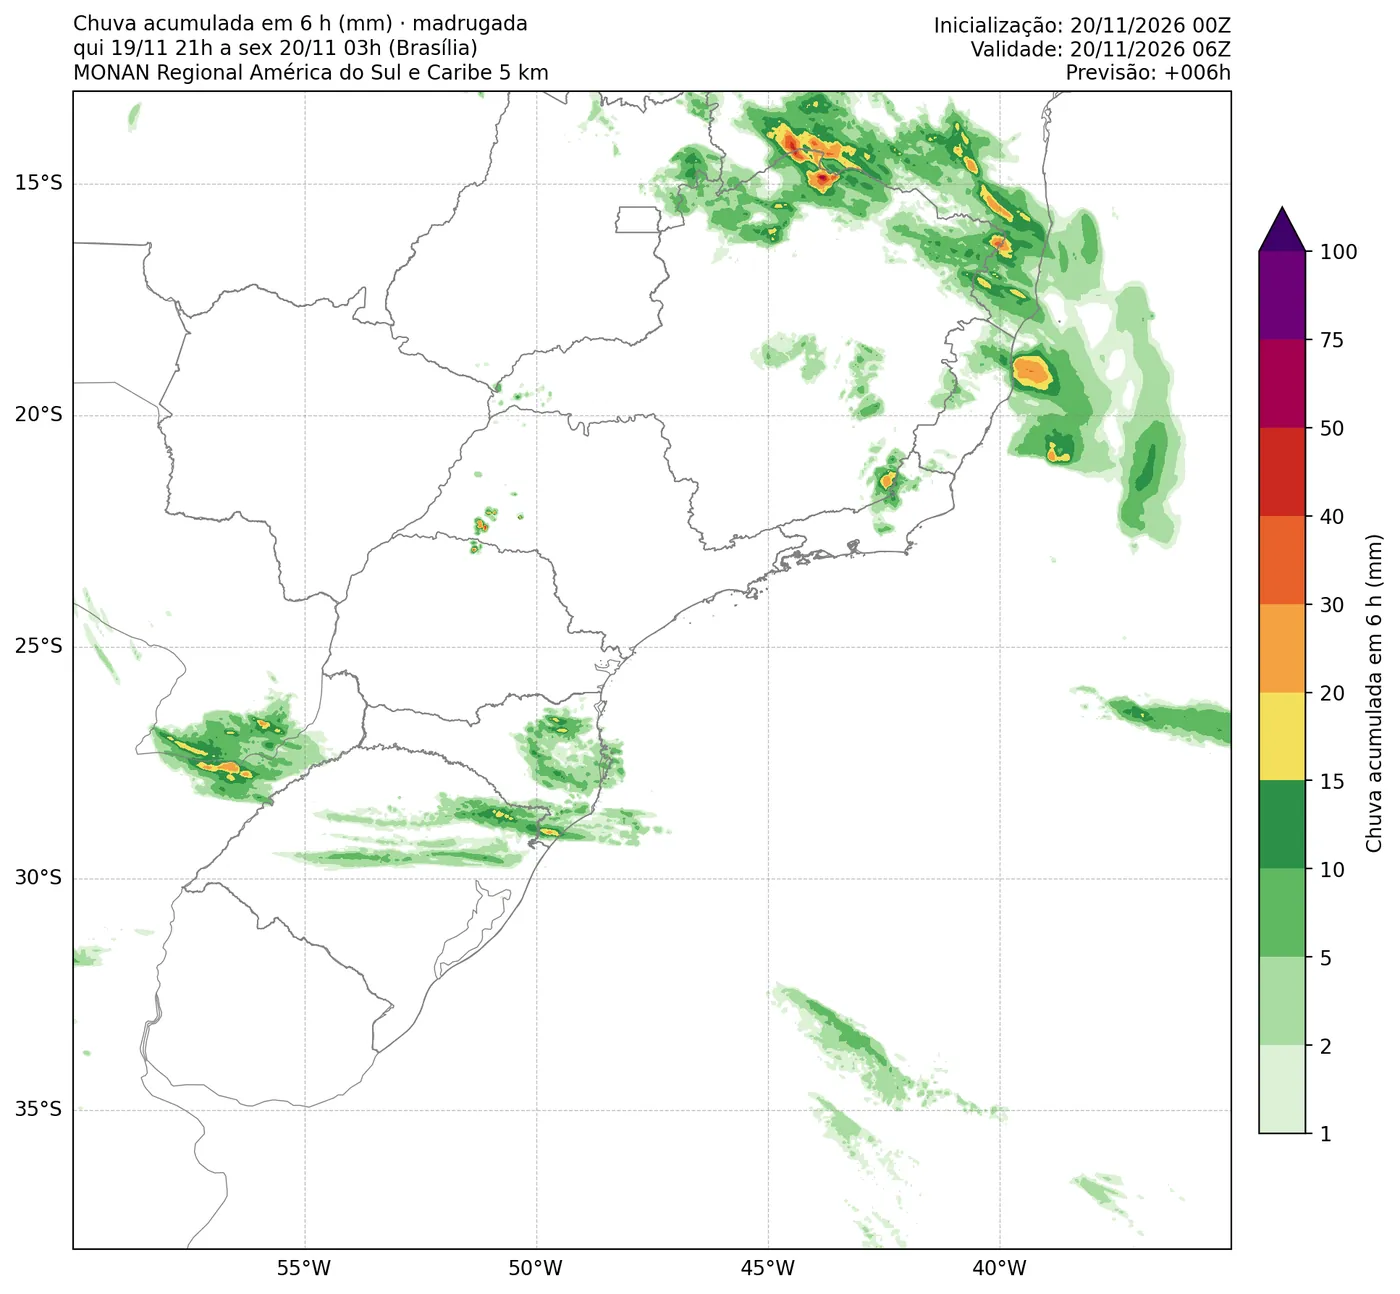 Chuva acumulada em 6 h (mm) · madrugada
qui 19/11 21h a sex 20/11 03h (Brasília)
MONAN Regional América do Sul e Caribe 5 km
Inicialização: 20/11/2026 00Z
Validade: 20/11/2026 06Z
Previsão: +006h
15°S
20°S
25°S
30°S
35°S
55°W
50°W
45°W
40°W
100
75
50
40
30
20
15
10
5
2
1
Chuva acumulada em 6 h (mm)